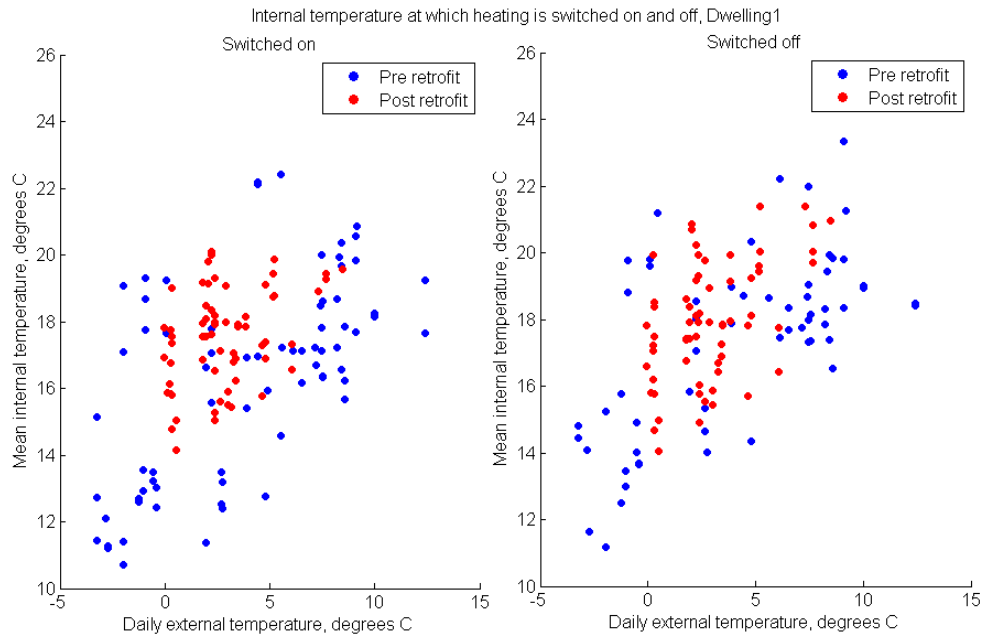 Internal temperature at which heating is switched on and off, Dwelling1
Switched on
Mean internal temperature, degrees C
26
24
22
20
18
16
14
12
10
-5
0
5
10
15
Daily external temperature, degrees C
Pre retrofit
Post retrofit
Switched off
Mean internal temperature, degrees C
26
24
22
20
18
16
14
12
10
-5
0
5
10
15
Daily external temperature, degrees C
Pre retrofit
Post retrofit